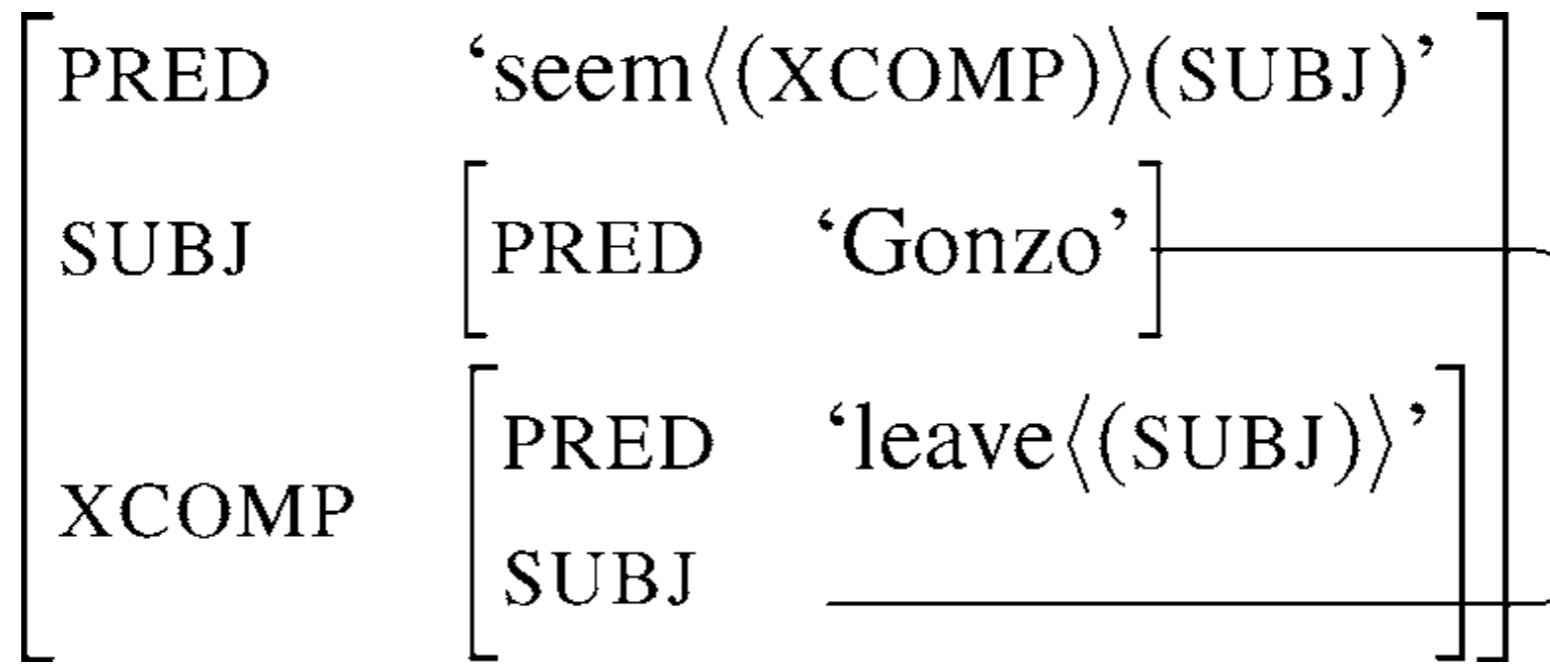 PRED ‘seem⟨(XCOMP)⟩(SUBJ)’
SUBJ PRED ‘Gonzo’
PRED ‘leave⟨(SUBJ)⟩’
XCOMP
SUBJ